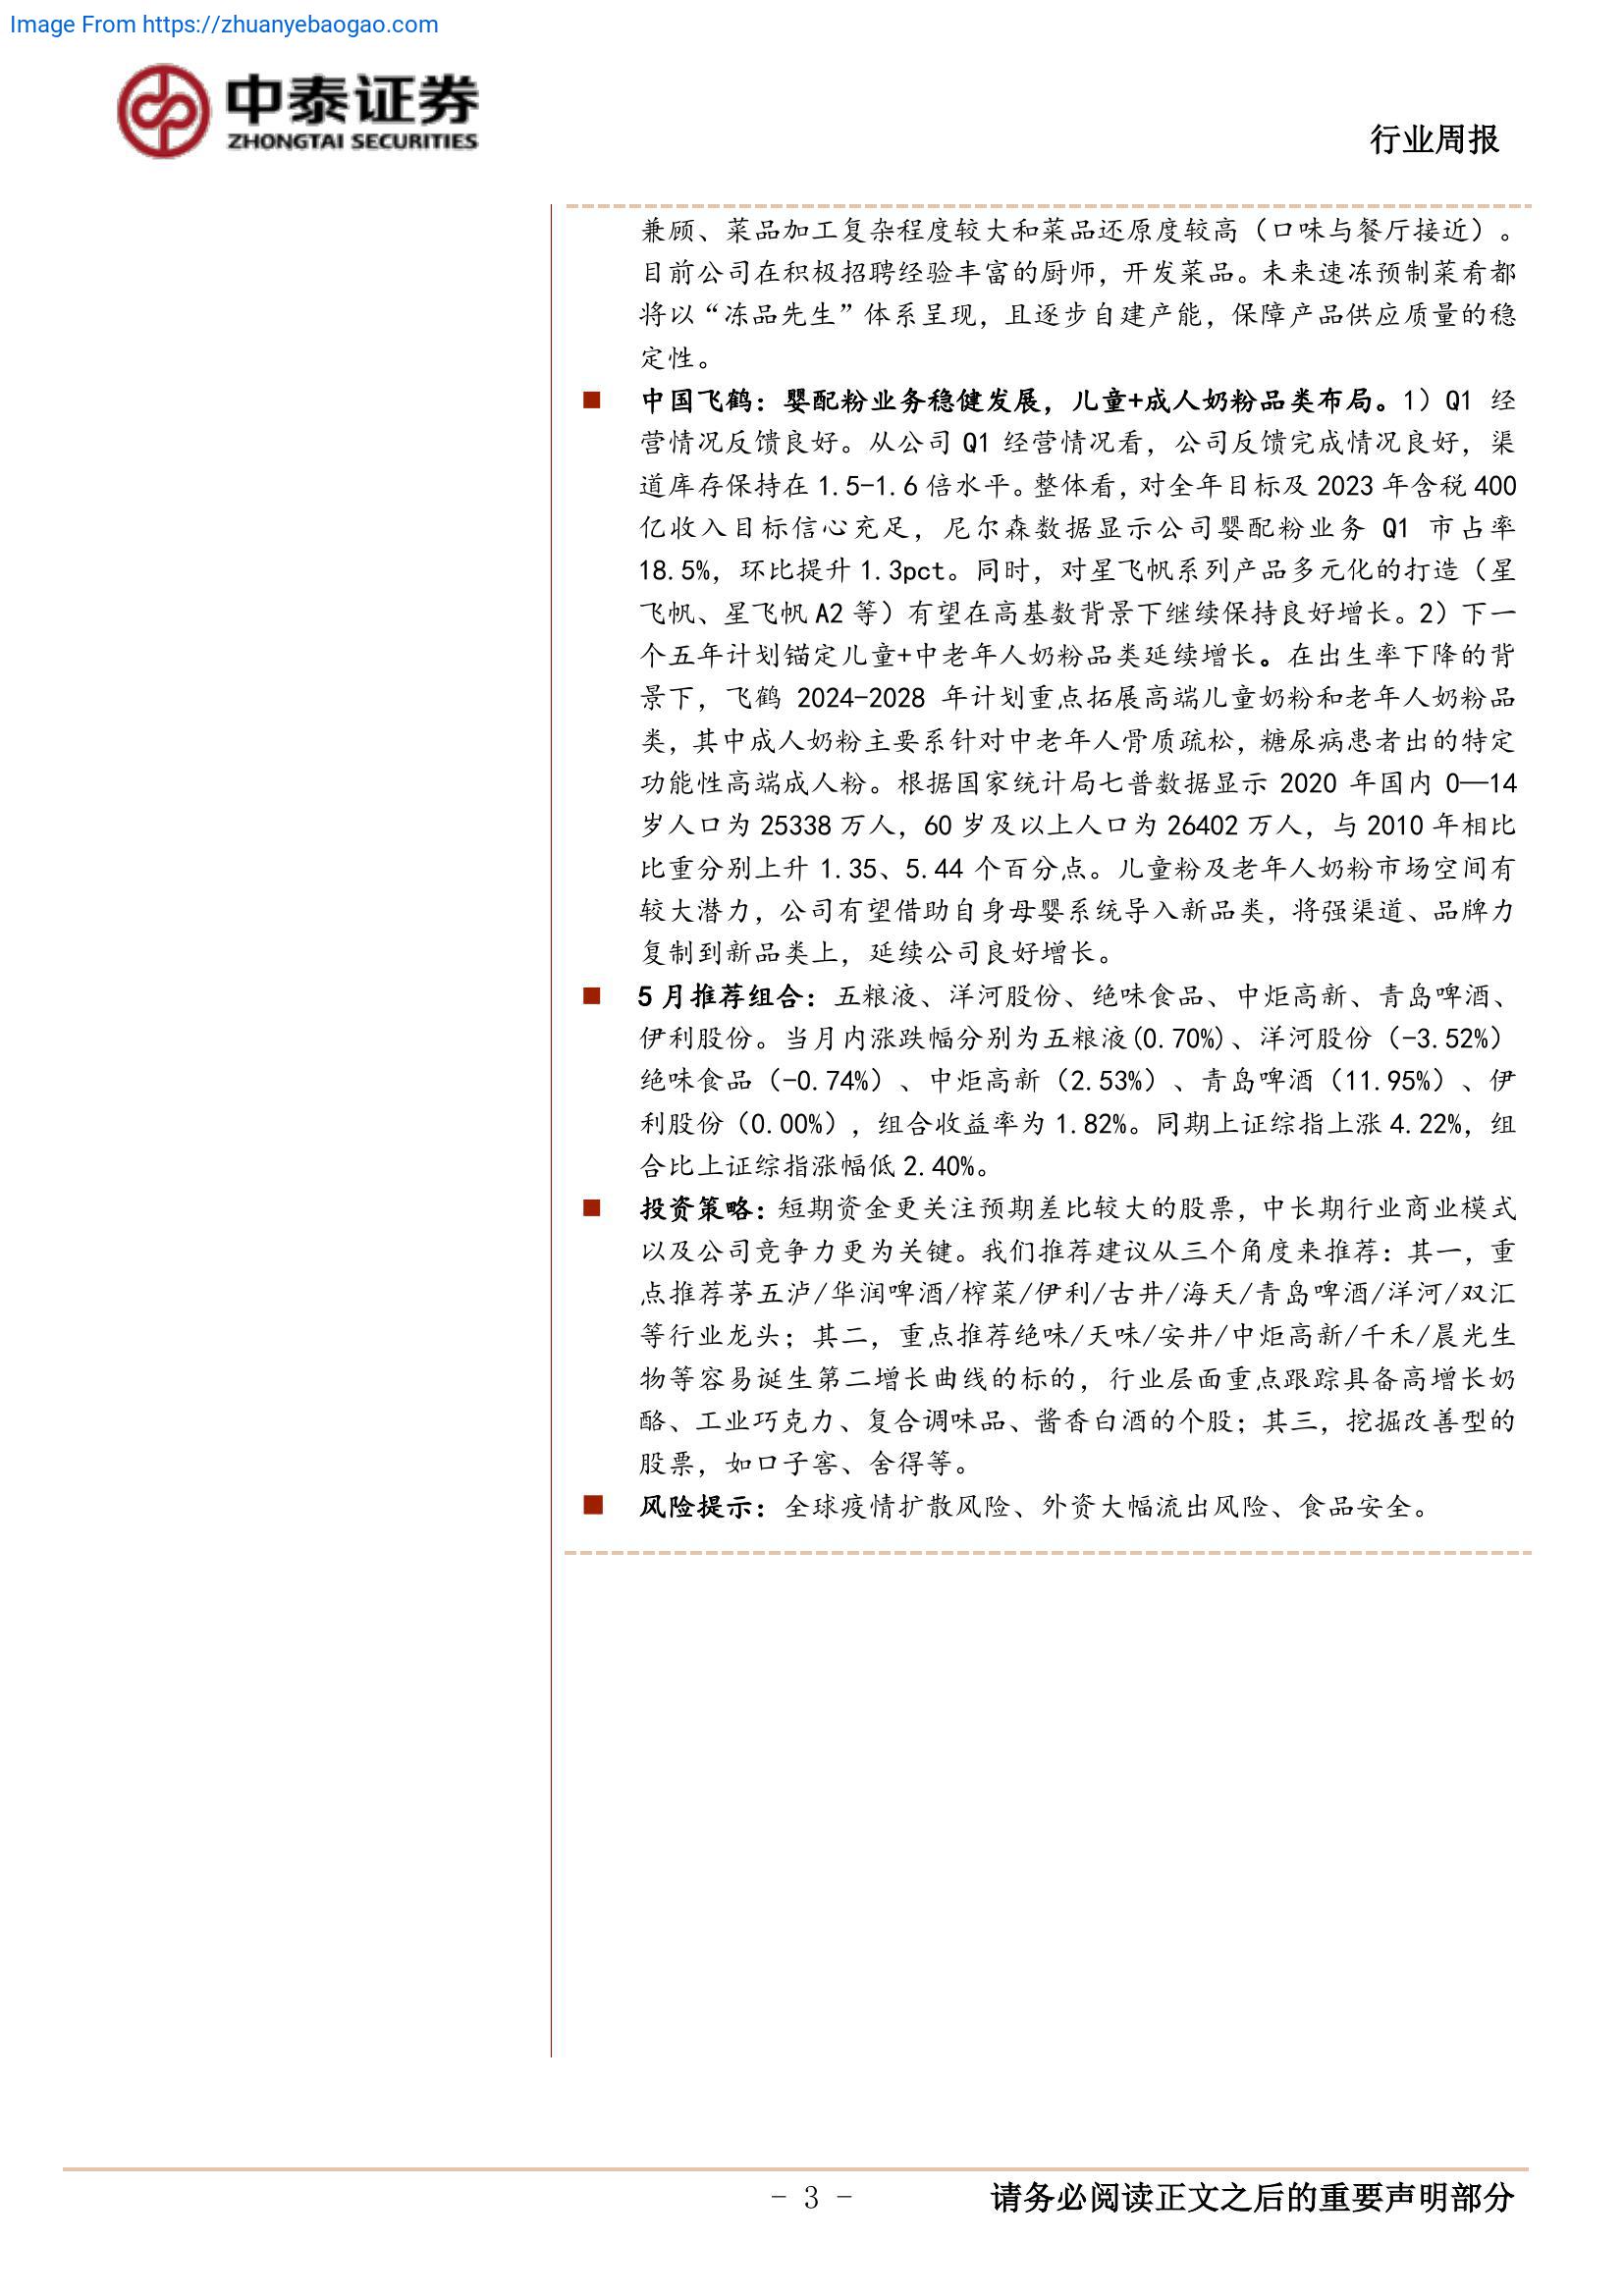 Image From https://zhuanyebaogao.com
中泰证券
ZHONGTAI SECURITIES
行业周报
兼顾、菜品加工复杂程度较大和菜品还原度较高（口味与餐厅接近）。
目前公司在积极招聘经验丰富的厨师，开发菜品。未来速冻预制菜肴都
将以“冻品先生”体系呈现，且逐步自建产能，保障产品供应质量的稳
定性。
■ 中国飞鹤：婴配粉业务稳健发展，儿童+成人奶粉品类布局。1）Q1 经
营情况反馈良好。从公司 Q1 经营情况看，公司反馈完成情况良好，渠
道库存保持在 1.5-1.6 倍水平。整体看，对全年目标及 2023 年含税 400
亿收入目标信心充足，尼尔森数据显示公司婴配粉业务 Q1 市占率
18.5%，环比提升 1.3pct。同时，对星飞帆系列产品多元化的打造（星
飞帆、星飞帆 A2 等）有望在高基数背景下继续保持良好增长。2）下一
个五年计划锚定儿童+中老年人奶粉品类延续增长。在出生率下降的背
景下，飞鹤 2024-2028 年计划重点拓展高端儿童奶粉和老年人奶粉品
类，其中成人奶粉主要系针对中老年人骨质疏松，糖尿病患者出的特定
功能性高端成人粉。根据国家统计局七普数据显示 2020 年国内 0—14
岁人口为 25338 万人，60 岁及以上人口为 26402 万人，与 2010 年相比
比重分别上升 1.35、5.44 个百分点。儿童粉及老年人奶粉市场空间有
较大潜力，公司有望借助自身母婴系统导入新品类，将强渠道、品牌力
复制到新品类上，延续公司良好增长。
■ 5 月推荐组合：五粮液、洋河股份、绝味食品、中炬高新、青岛啤酒、
伊利股份。当月内涨跌幅分别为五粮液(0.70%)、洋河股份（-3.52%）
绝味食品（-0.74%）、中炬高新（2.53%）、青岛啤酒（11.95%）、伊
利股份（0.00%），组合收益率为 1.82%。同期上证综指上涨 4.22%，组
合比上证综指涨幅低 2.40%。
■ 投资策略：短期资金更关注预期差比较大的股票，中长期行业商业模式
以及公司竞争力更为关键。我们推荐建议从三个角度来推荐：其一，重
点推荐茅五泸/华润啤酒/榨菜/伊利/古井/海天/青岛啤酒/洋河/双汇
等行业龙头；其二，重点推荐绝味/天味/安井/中炬高新/千禾/晨光生
物等容易诞生第二增长曲线的标的，行业层面重点跟踪具备高增长奶
酪、工业巧克力、复合调味品、酱香白酒的个股；其三，挖掘改善型的
股票，如口子窖、舍得等。
■ 风险提示：全球疫情扩散风险、外资大幅流出风险、食品安全。
- 3 -
请务必阅读正文之后的重要声明部分